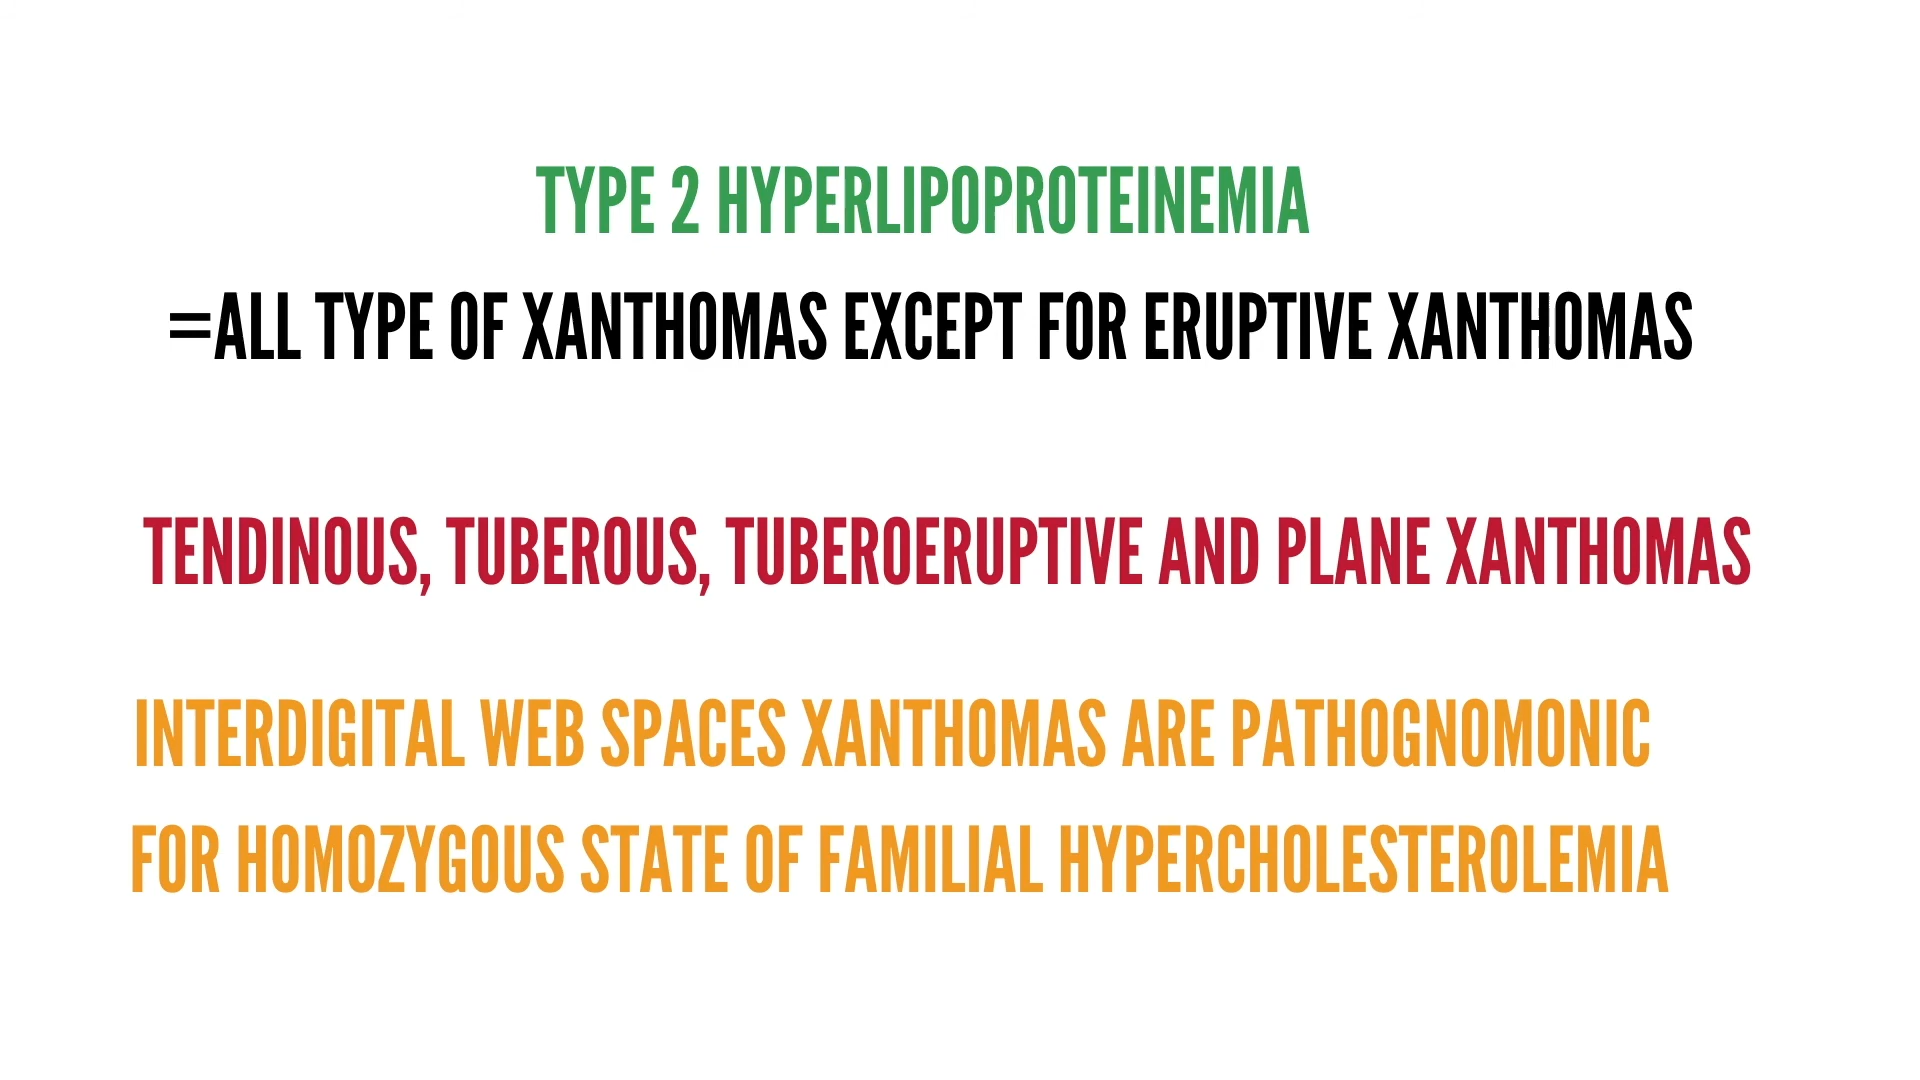 TYPE 2 HYPERLIPOPROTEINEMIA
=ALL TYPE OF XANTHOMAS EXCEPT FOR ERUPTIVE XANTHOMAS
TENDINOUS, TUBEROUS, TUBEROERUPTIVE AND PLANE XANTHOMAS
INTERDIGITAL WEB SPACES XANTHOMAS ARE PATHOGNOMONIC
FOR HOMOZYGOUS STATE OF FAMILIAL HYPERCHOLESTEROLEMIA